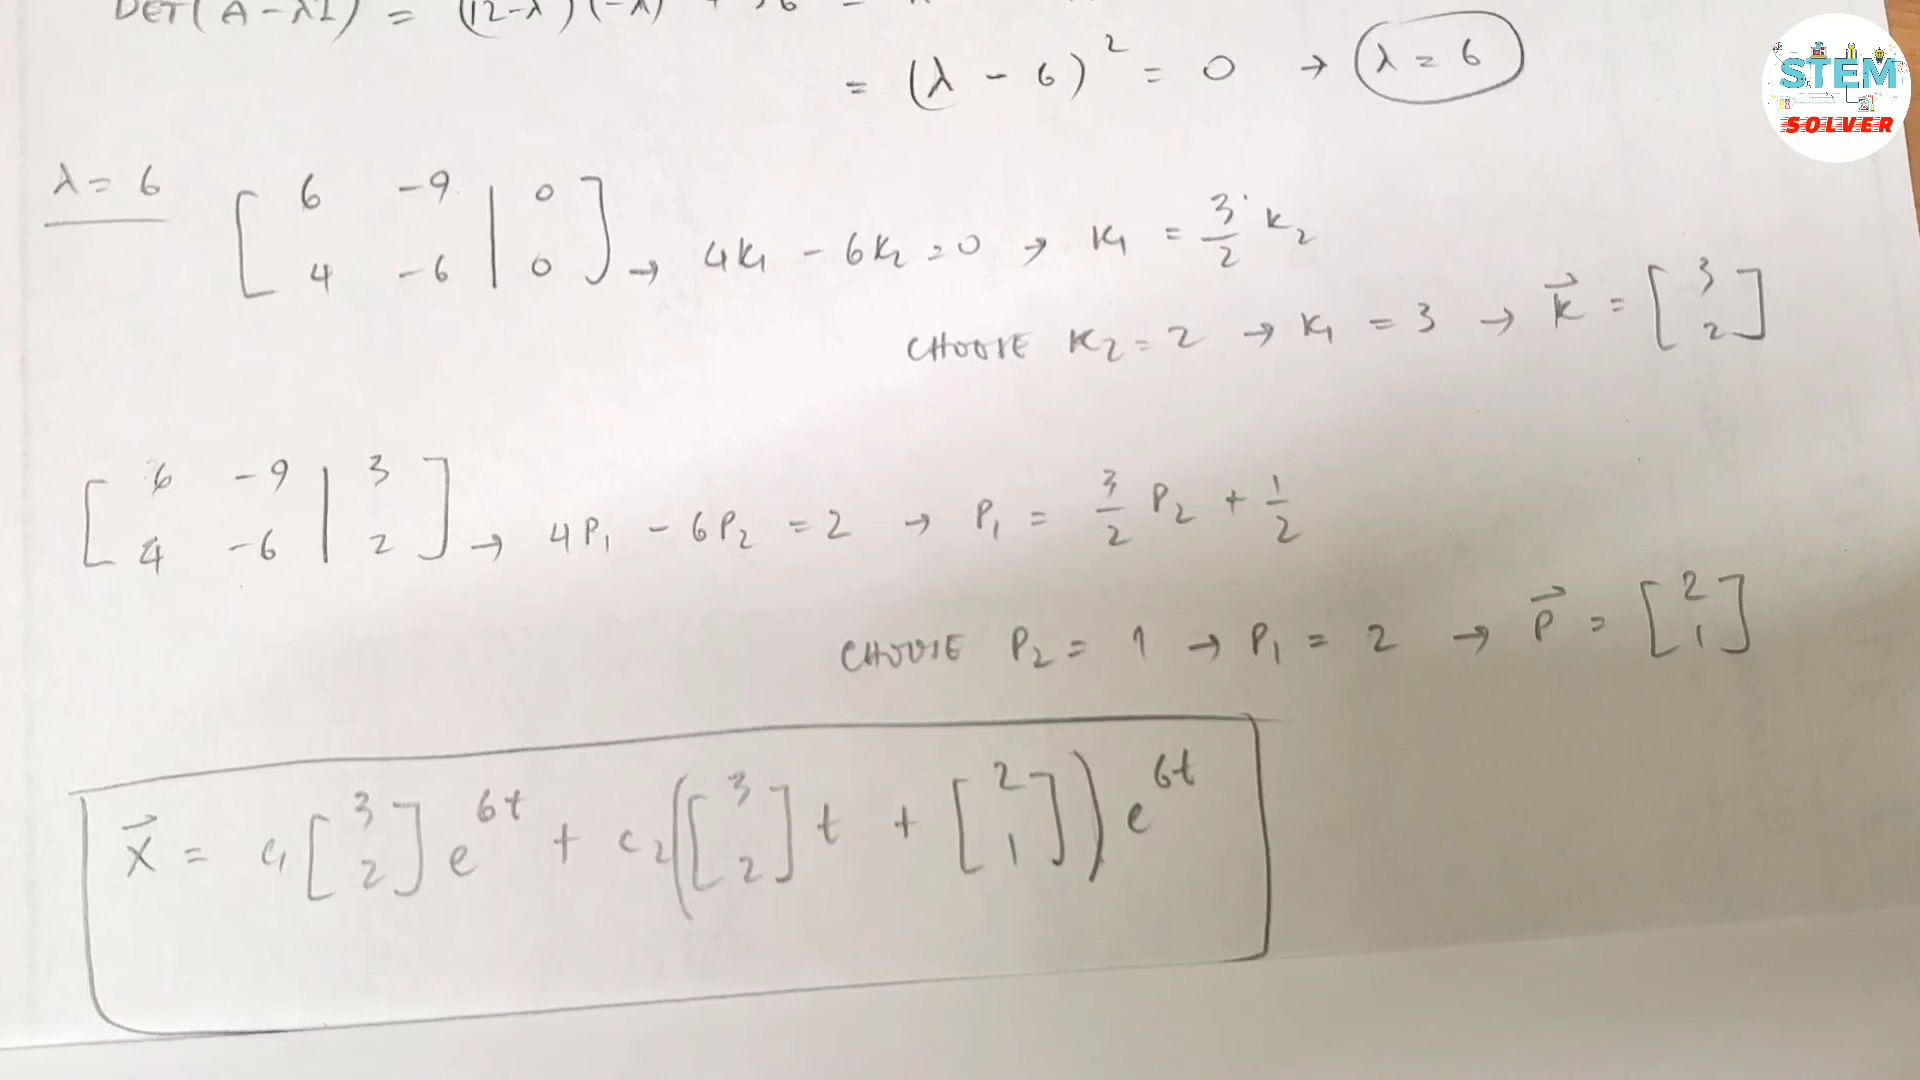 DET(A-λI) = (12-λ)(-λ) + 36 =
= (λ - 6)² = 0 → λ = 6
λ = 6 [6 -9 | 0
4 -6 | 0] → 4K₁ - 6K₂ = 0 → K₁ = 3/2 K₂
CHOOSE K₂ = 2 → K₁ = 3 → K⃗ = [3
2]
[6 -9 | 3
4 -6 | 2] → 4P₁ - 6P₂ = 2 → P₁ = 3/2 P₂ + 1/2
CHOOSE P₂ = 1 → P₁ = 2 → P⃗ = [2
1]
X⃗ = c₁[3
2] e^6t + c₂([3
2] t + [2
1]) e^6t
STEM
SOLVER